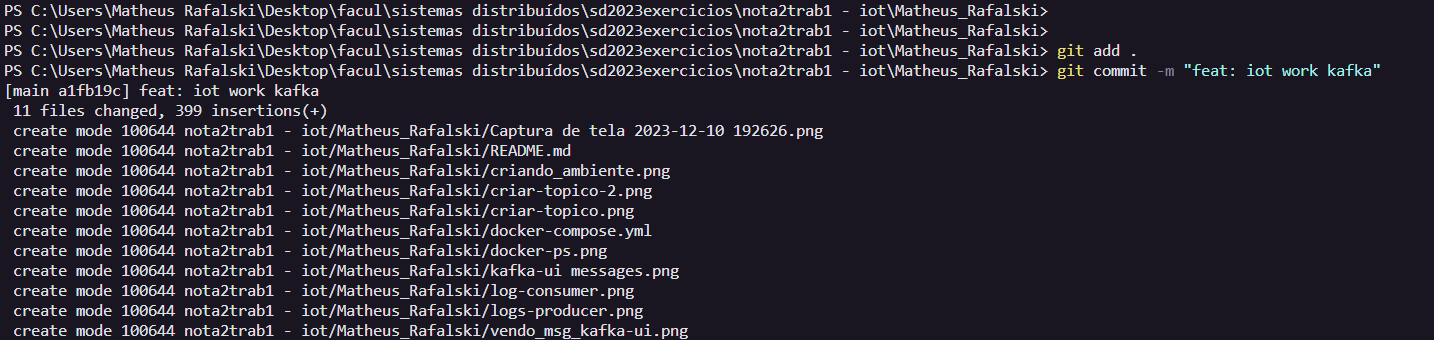 PS C:\Users\Matheus Rafalski\Desktop\facul\sistemas distribuídos\sd2023exercicios\nota2trab1 - iot\Matheus_Rafalski>
PS C:\Users\Matheus Rafalski\Desktop\facul\sistemas distribuídos\sd2023exercicios\nota2trab1 - iot\Matheus_Rafalski>
PS C:\Users\Matheus Rafalski\Desktop\facul\sistemas distribuídos\sd2023exercicios\nota2trab1 - iot\Matheus_Rafalski> git add .
PS C:\Users\Matheus Rafalski\Desktop\facul\sistemas distribuídos\sd2023exercicios\nota2trab1 - iot\Matheus_Rafalski> git commit -m "feat: iot work kafka"
[main a1fb19c] feat: iot work kafka
 11 files changed, 399 insertions(+)
 create mode 100644 nota2trab1 - iot/Matheus_Rafalski/Captura de tela 2023-12-10 192626.png
 create mode 100644 nota2trab1 - iot/Matheus_Rafalski/README.md
 create mode 100644 nota2trab1 - iot/Matheus_Rafalski/criando_ambiente.png
 create mode 100644 nota2trab1 - iot/Matheus_Rafalski/criar-topico-2.png
 create mode 100644 nota2trab1 - iot/Matheus_Rafalski/criar-topico.png
 create mode 100644 nota2trab1 - iot/Matheus_Rafalski/docker-compose.yml
 create mode 100644 nota2trab1 - iot/Matheus_Rafalski/docker-ps.png
 create mode 100644 nota2trab1 - iot/Matheus_Rafalski/kafka-ui messages.png
 create mode 100644 nota2trab1 - iot/Matheus_Rafalski/log-consumer.png
 create mode 100644 nota2trab1 - iot/Matheus_Rafalski/logs-producer.png
 create mode 100644 nota2trab1 - iot/Matheus_Rafalski/vendo_msg_kafka-ui.png